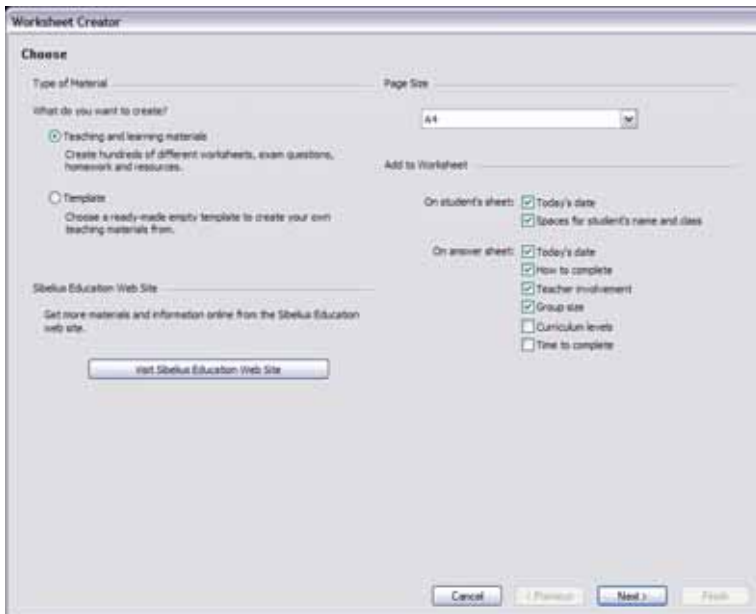 Worksheet Creator
Choose
Type of Material
What do you want to create?
Teaching and learning materials
Create hundreds of different worksheets, exam questions,
homework and resources.
Template
Choose a ready-made empty template to create your own
teaching materials from.
Sibelius Education Web Site
Get more materials and information online from the Sibelius Education
web site.
Visit Sibelius Education Web Site
Page Size
A4
Add to Worksheet
On student's sheet: Today's date
Spaces for student's name and class
On answer sheet: Today's date
How to complete
Teacher involvement
Group size
Curriculum levels
Time to complete
Cancel < Previous Next > Finish